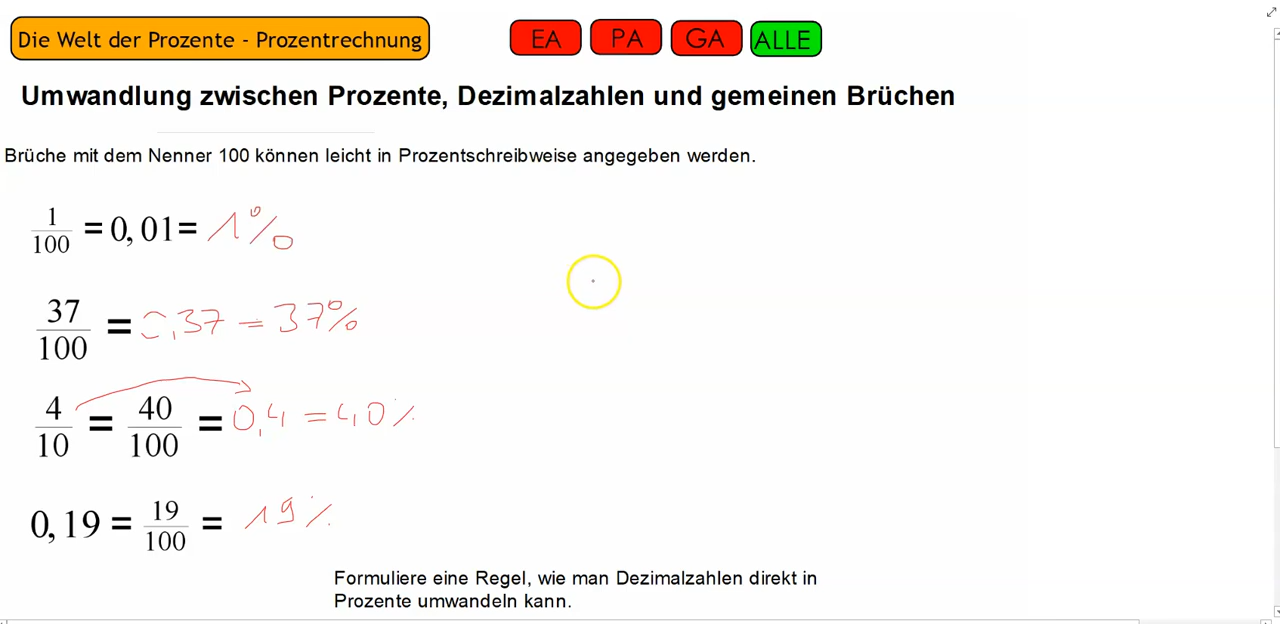 Die Welt der Prozente - Prozentrechnung
EA PA GA ALLE
Umwandlung zwischen Prozente, Dezimalzahlen und gemeinen Brüchen
Brüche mit dem Nenner 100 können leicht in Prozentschreibweise angegeben werden.
1/100 = 0,01 = 1%
37/100 = 0,37 = 37%
4/10 = 40/100 = 0,4 = 40%
0,19 = 19/100 = 19%
Formuliere eine Regel, wie man Dezimalzahlen direkt in
Prozente umwandeln kann.